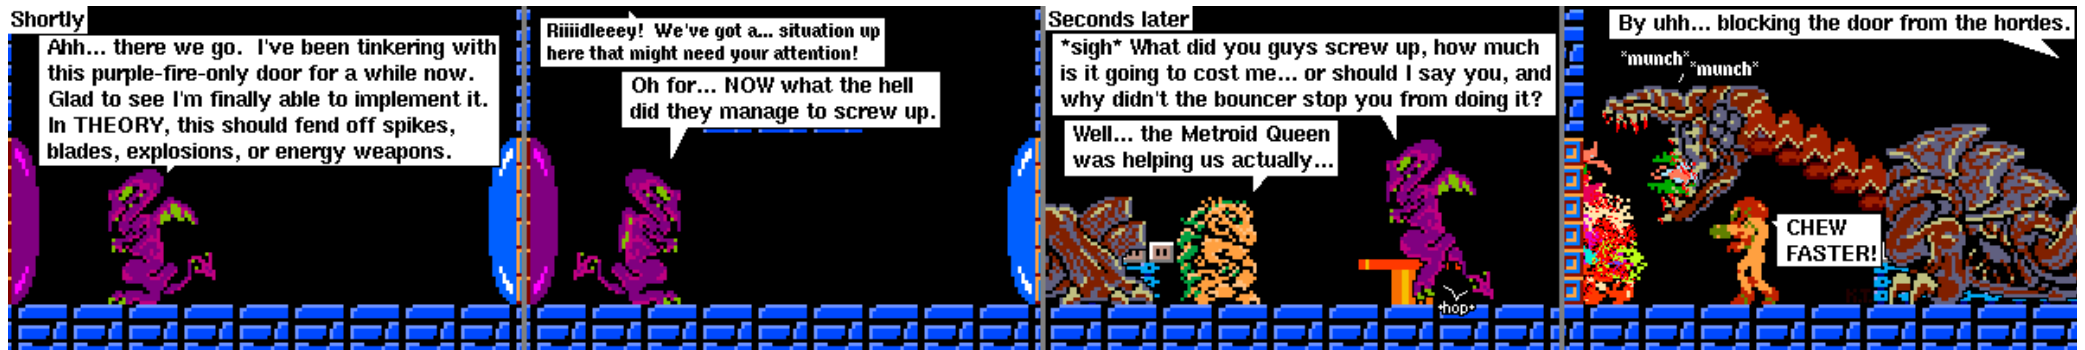 Shortly
Ahh... there we go. I've been tinkering with
this purple-fire-only door for a while now.
Glad to see I'm finally able to implement it.
In THEORY, this should fend off spikes,
blades, explosions, or energy weapons.
Riiiidleeey! We've got a... situation up
here that might need your attention!
Oh for... NOW what the hell
did they manage to screw up.
Seconds later
*sigh* What did you guys screw up, how much
is it going to cost me... or should I say you, and
why didn't the bouncer stop you from doing it?
Well... the Metroid Queen
was helping us actually...
*hop*
By uhh... blocking the door from the hordes.
*munch*
*munch*
CHEW
FASTER!